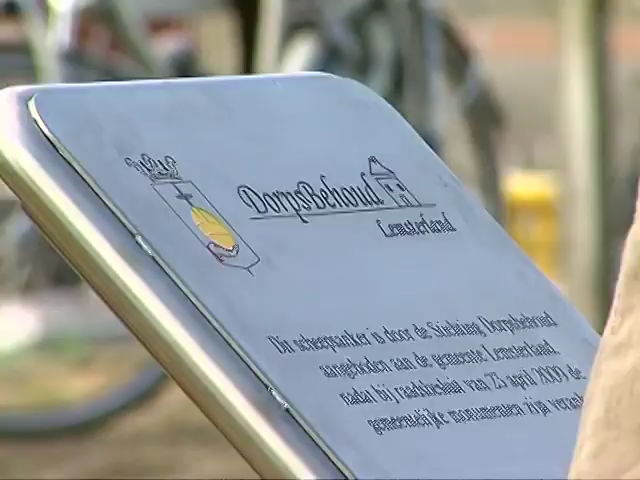 DorpsBehoud
Lemsterland
Dit scheepsanker is door de Stichting Dorpsbehoud
aangeboden aan de gemeente Lemsterland.
nadat bij raadsbesluit van 23 april 2009 de
gemeentelijke monumenten zijn